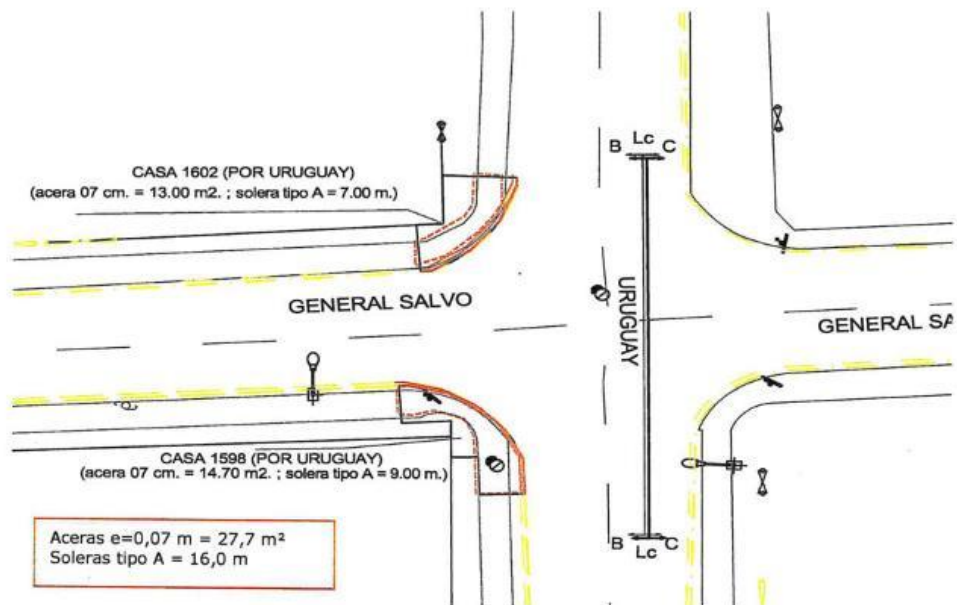 Lc
B C
CASA 1602 (POR URUGUAY)
(acera 07 cm. = 13.00 m2. ; solera tipo A = 7.00 m.)
GENERAL SALVO
URUGUAY
GENERAL SA
CASA 1598 (POR URUGUAY)
(acera 07 cm. = 14.70 m2. ; solera tipo A = 9.00 m.)
Aceras e=0,07 m = 27,7 m²
Soleras tipo A = 16,0 m
B C
Lc